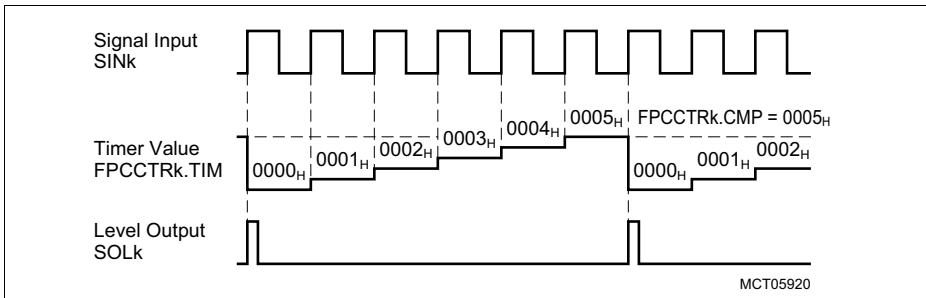 Signal Input
SINk
0005H FPCCTRk.CMP = 0005H
0004H
0003H
0002H 0002H
0001H 0001H
Timer Value
FPCCTRk.TIM 0000H 0000H
Level Output
SOLk
MCT05920